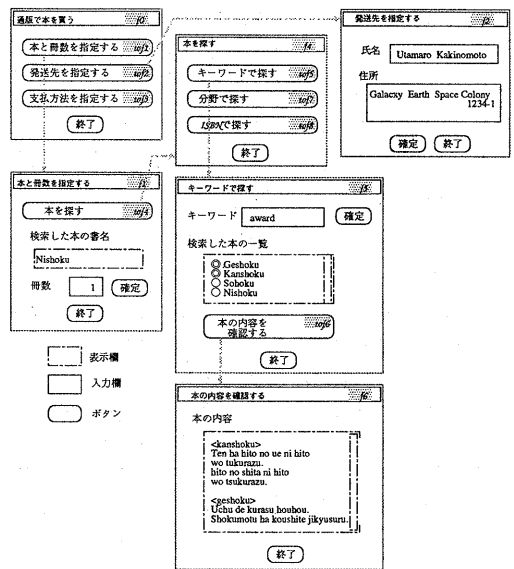 通販で本を買う f0
本と冊数を指定する tof1
発送先を指定する tof2
支払方法を指定する tof3
終了
本を探す f4
キーワードで探す tof5
分野で探す tof7
ISBNで探す tof8
終了
発送先を指定する f2
氏名 Utamaro Kakinomoto
住所
Galacxy Earth Space Colony
1234-1
確定 終了
本と冊数を指定する f1
本を探す tof4
検索した本の書名
Nishoku
冊数 1 確定
終了
キーワードで探す f5
キーワード award 確定
検索した本の一覧
Geshoku
Kanshoku
Sohoku
Nishoku
本の内容を
確認する tof6
終了
表示欄
入力欄
ボタン
本の内容を確認する f6
本の内容
<kanshoku>
Ten ha hito no ue ni hito
wo tukurazu.
hito no shita ni hito
wo tsukurazu.
<geshoku>
Uchu de kurasu houhou.
Shokumotu ha koushite jikyusuru.
終了